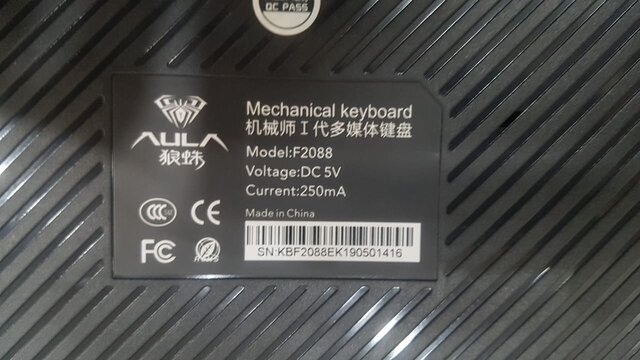 QC PASS
Mechanical keyboard
机械师 I 代多媒体键盘
AULA
狼蛛
Model:F2088
Voltage:DC 5V
Current:250mA
Made in China
CCC
CE
FC
SN:KBF2088EK190501416